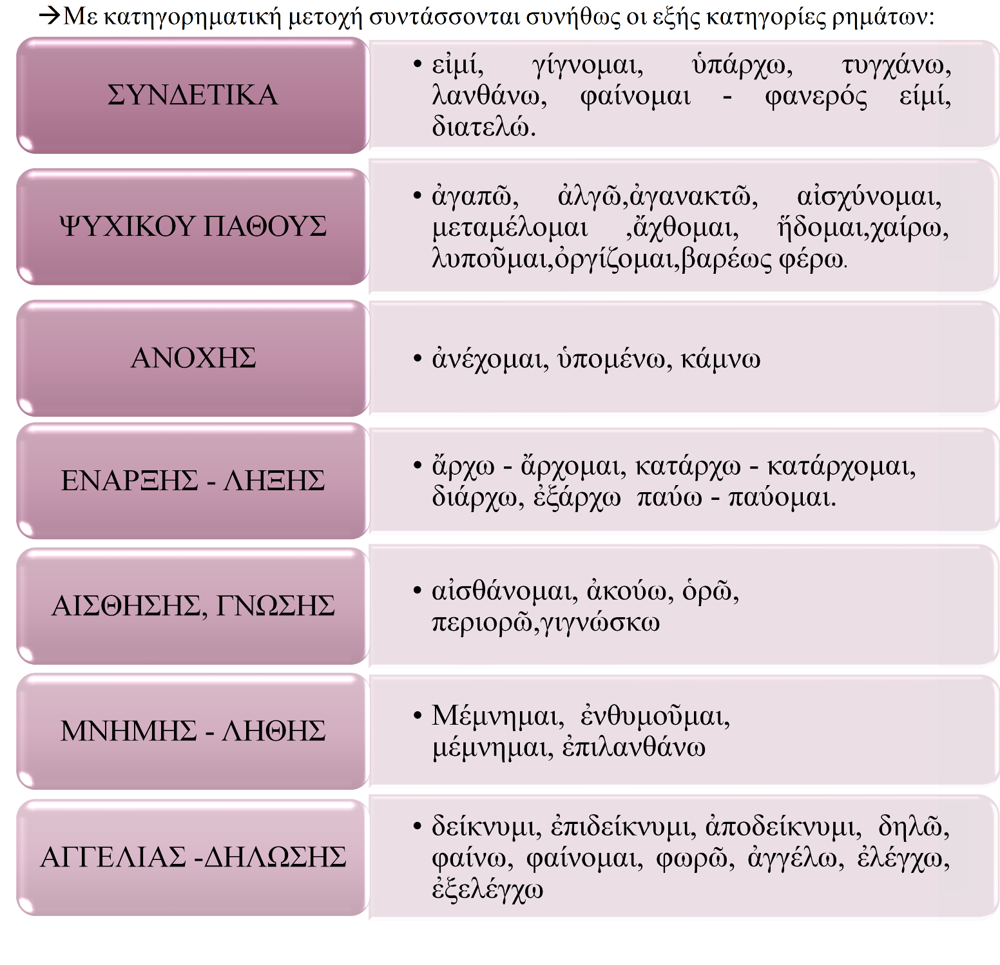 →Με κατηγορηματική μετοχή συντάσσονται συνήθως οι εξής κατηγορίες ρημάτων:
ΣΥΝΔΕΤΙΚΑ
• εἰμί, γίγνομαι, ὑπάρχω, τυγχάνω,
λανθάνω, φαίνομαι - φανερός είμί,
διατελώ.
ΨΥΧΙΚΟΥ ΠΑΘΟΥΣ
• ἀγαπῶ, ἀλγῶ,ἀγανακτῶ, αἰσχύνομαι,
μεταμέλομαι ,ἄχθομαι, ἥδομαι,χαίρω,
λυποῦμαι,ὀργίζομαι,βαρέως φέρω.
ΑΝΟΧΗΣ
• ἀνέχομαι, ὑπομένω, κάμνω
ΕΝΑΡΞΗΣ - ΛΗΞΗΣ
• ἄρχω - ἄρχομαι, κατάρχω - κατάρχομαι,
διάρχω, ἐξάρχω παύω - παύομαι.
ΑΙΣΘΗΣΗΣ, ΓΝΩΣΗΣ
• αἰσθάνομαι, ἀκούω, ὁρῶ,
περιορῶ,γιγνώσκω
ΜΝΗΜΗΣ - ΛΗΘΗΣ
• Μέμνημαι, ἐνθυμοῦμαι,
μέμνημαι, ἐπιλανθάνω
ΑΓΓΕΛΙΑΣ -ΔΗΛΩΣΗΣ
• δείκνυμι, ἐπιδείκνυμι, ἀποδείκνυμι, δηλῶ,
φαίνω, φαίνομαι, φωρῶ, ἀγγέλω, ἐλέγχω,
ἐξελέγχω